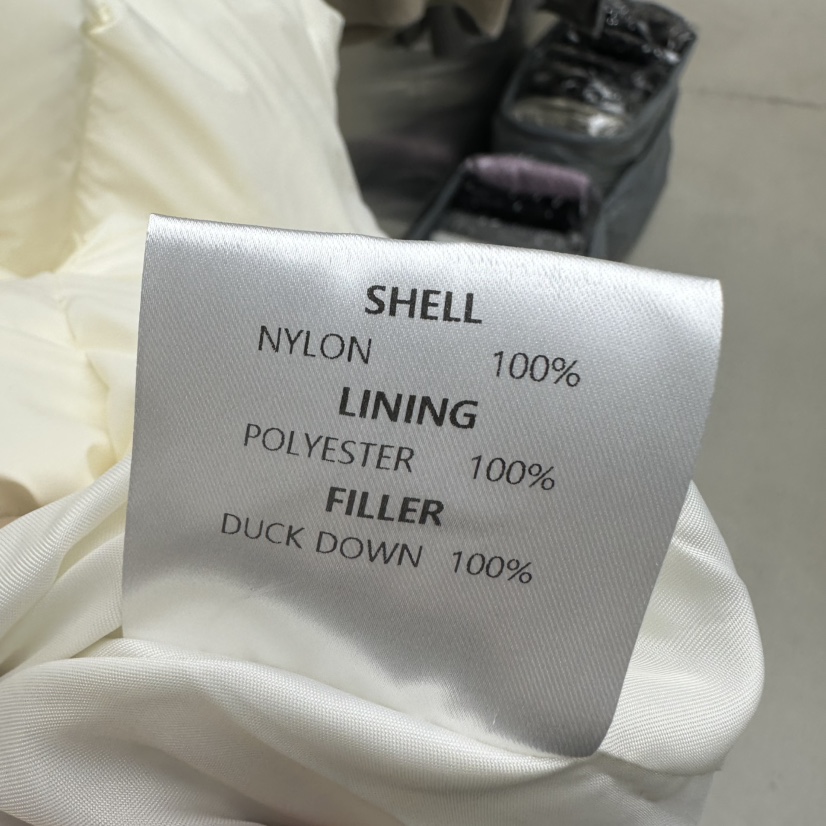 SHELL
NYLON 100%
LINING
POLYESTER 100%
FILLER
DUCK DOWN 100%